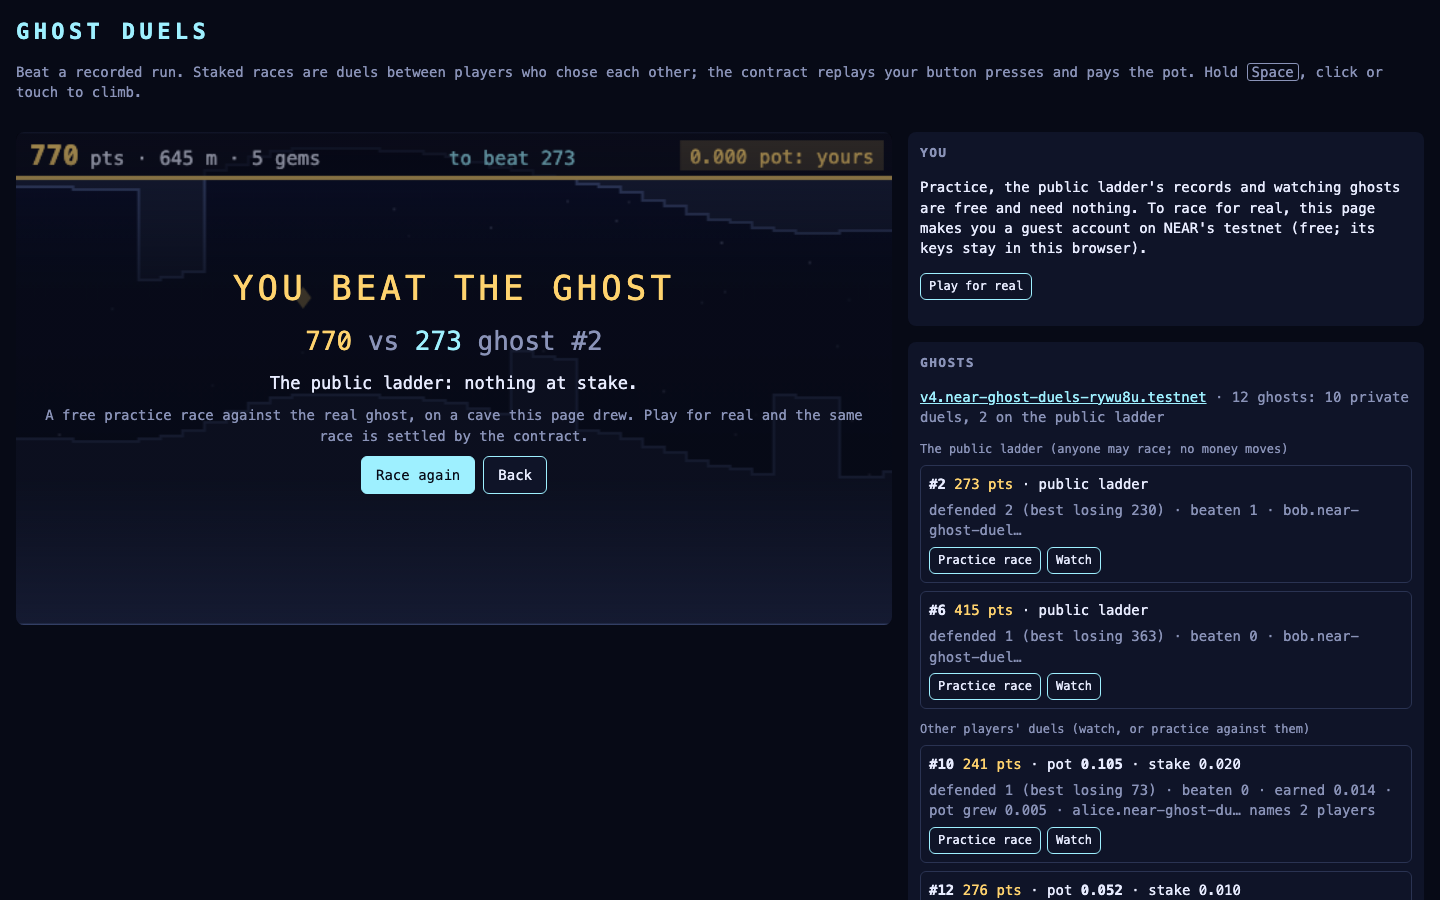 GHOST DUELS
Beat a recorded run. Staked races are duels between players who chose each other; the contract replays your button presses and pays the pot. Hold Space, click or
touch to climb.
770 pts · 645 m · 5 gems
to beat 273
0.000 pot: yours
YOU BEAT THE GHOST
770 vs 273 ghost #2
The public ladder: nothing at stake.
A free practice race against the real ghost, on a cave this page drew. Play for real and the same
race is settled by the contract.
Race again
Back
YOU
Practice, the public ladder's records and watching ghosts
are free and need nothing. To race for real, this page
makes you a guest account on NEAR's testnet (free; its
keys stay in this browser).
Play for real
GHOSTS
v4.near-ghost-duels-rywu8u.testnet · 12 ghosts: 10 private
duels, 2 on the public ladder
The public ladder (anyone may race; no money moves)
#2 273 pts · public ladder
defended 2 (best losing 230) · beaten 1 · bob.near-
ghost-duel…
Practice race
Watch
#6 415 pts · public ladder
defended 1 (best losing 363) · beaten 0 · bob.near-
ghost-duel…
Practice race
Watch
Other players' duels (watch, or practice against them)
#10 241 pts · pot 0.105 · stake 0.020
defended 1 (best losing 73) · beaten 0 · earned 0.014 ·
pot grew 0.005 · alice.near-ghost-du… names 2 players
Practice race
Watch
#12 276 pts · pot 0.052 · stake 0.010